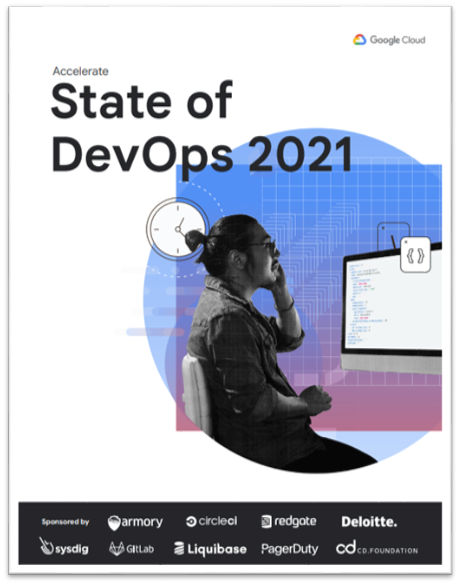 Google Cloud
Accelerate
State of
DevOps 2021
Sponsored by
armory
circleci
redgate
Deloitte.
sysdig
GitLab
Liquibase
PagerDuty
cd CD.FOUNDATION